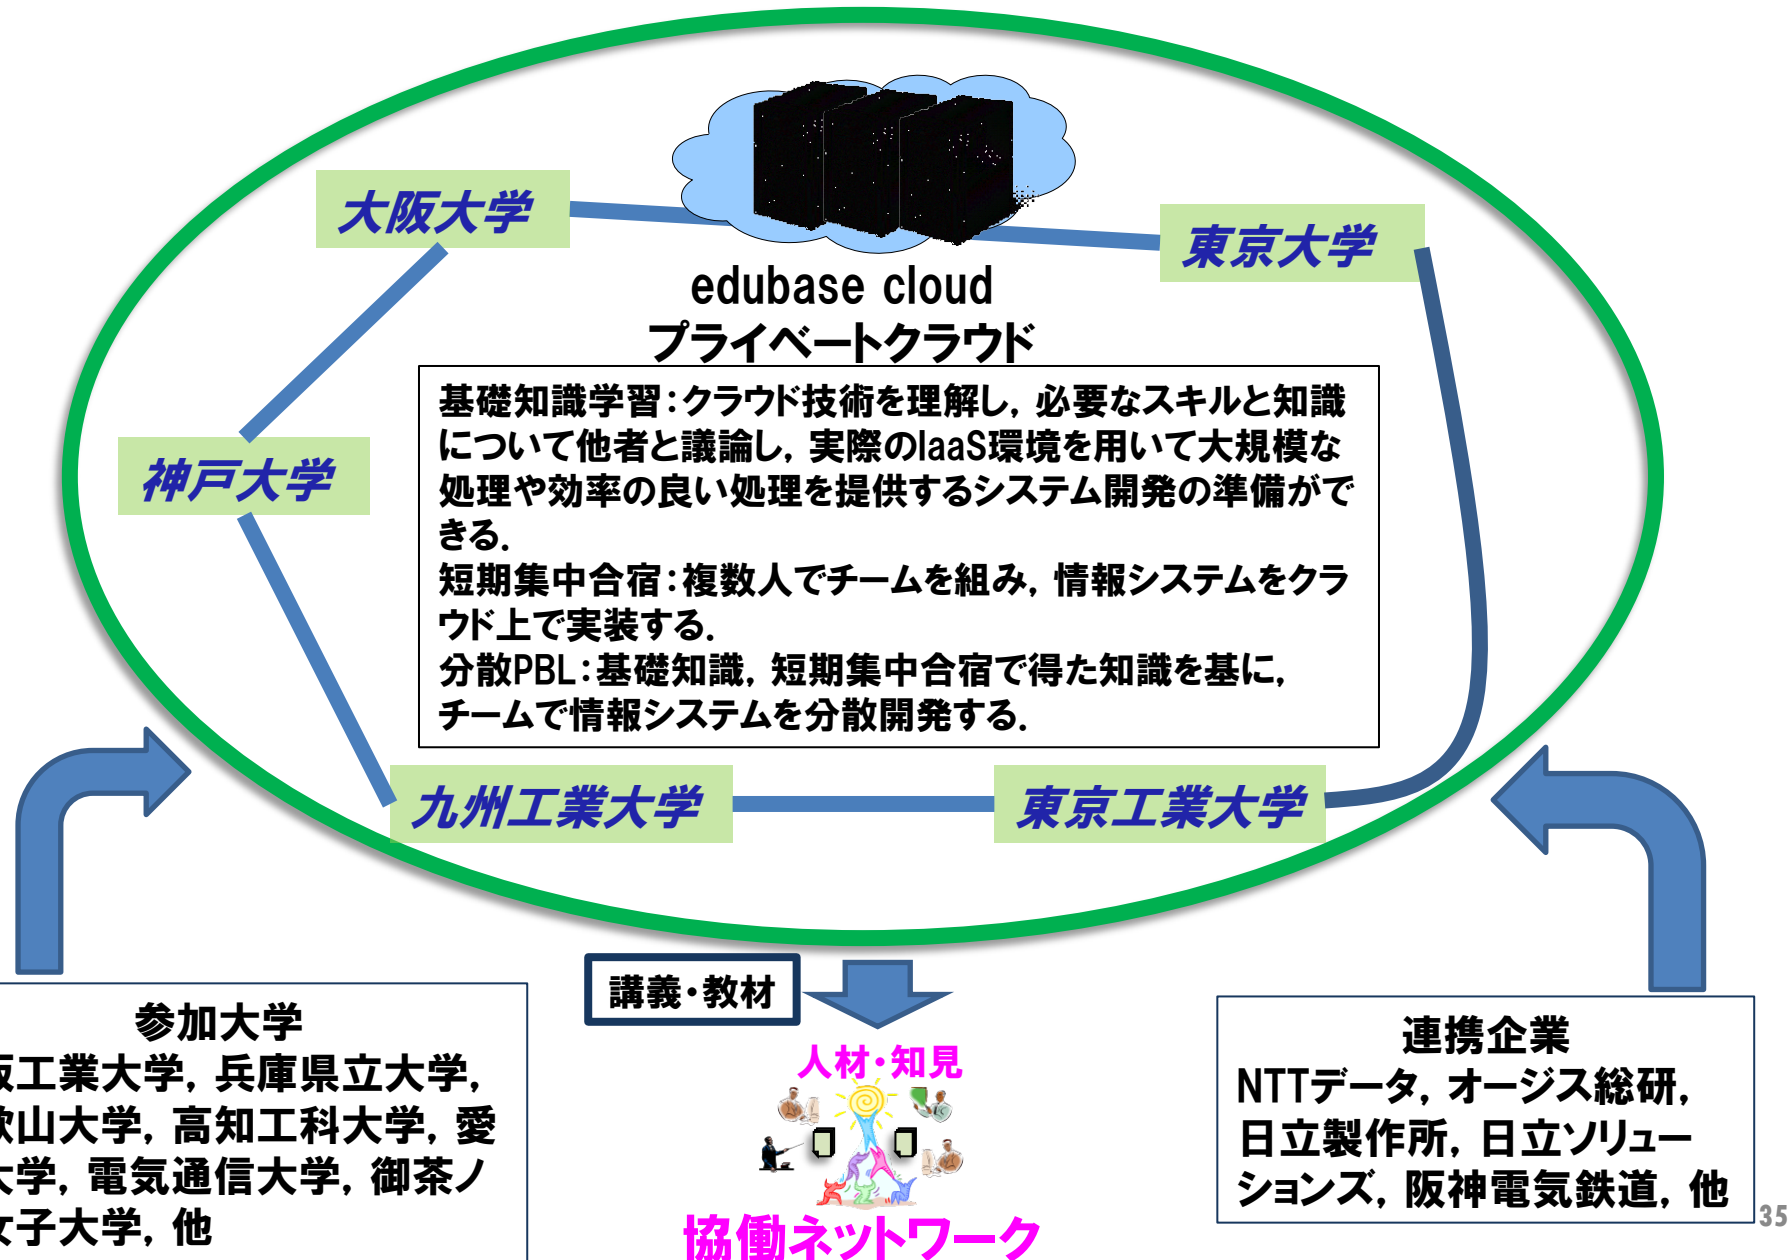 大阪大学
東京大学
edubase cloud
プライベートクラウド
基礎知識学習：クラウド技術を理解し，必要なスキルと知識
について他者と議論し，実際のIaaS環境を用いて大規模な
処理や効率の良い処理を提供するシステム開発の準備がで
きる．
短期集中合宿：複数人でチームを組み，情報システムをクラ
ウド上で実装する．
分散PBL：基礎知識，短期集中合宿で得た知識を基に，
チームで情報システムを分散開発する．
神戸大学
九州工業大学
東京工業大学
講義・教材
参加大学
阪工業大学，兵庫県立大学，
歌山大学，高知工科大学，愛
大学，電気通信大学，御茶ノ
女子大学，他
人材・知見
協働ネットワーク
連携企業
NTTデータ，オージス総研，
日立製作所，日立ソリュー
ションズ，阪神電気鉄道，他
35